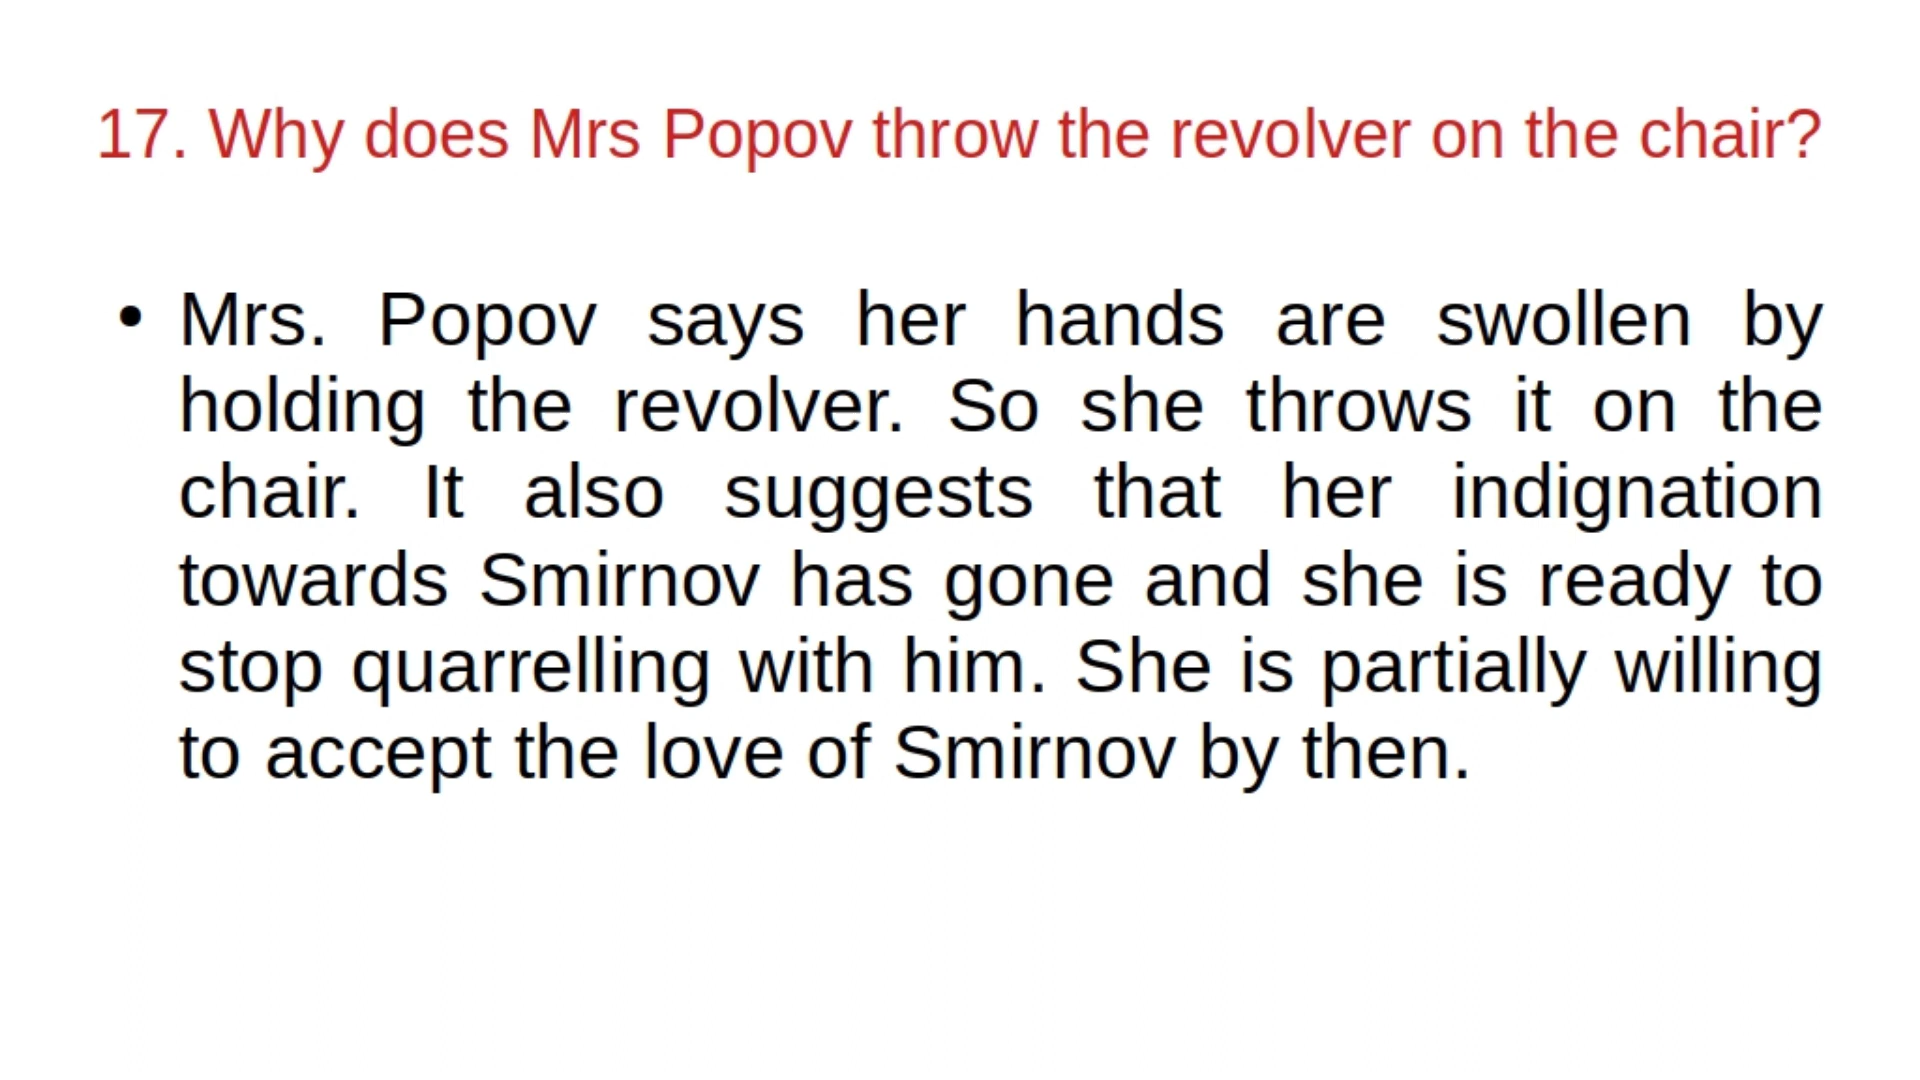 17. Why does Mrs Popov throw the revolver on the chair?
• Mrs. Popov says her hands are swollen by
holding the revolver. So she throws it on the
chair. It also suggests that her indignation
towards Smirnov has gone and she is ready to
stop quarrelling with him. She is partially willing
to accept the love of Smirnov by then.